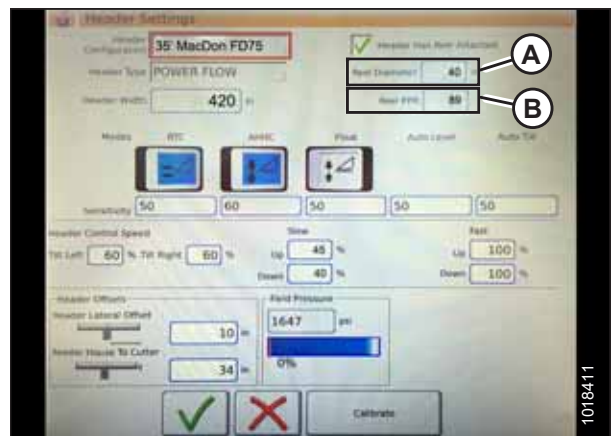 Header Settings
Header Configuration 35' MacDon FD75
Header Has Reel Attached
A
Header Type POWER FLOW
Reel Diameter 40 in
Header Width 420 in
Reel PPR 89
B
Modes RTC AHHC Float Auto Level Auto Tilt
Sensitivity 50 60 50 50 50
Header Control Speed
Slow Fast
Tilt Left 60 % Tilt Right 60 % Up 45 % Up 100 %
Down 40 % Down 100 %
Header Offsets Field Pressure
Header Lateral Offset
10 in 1647 psi
Feeder House To Cutter
34 in 0%
Calibrate
1018411